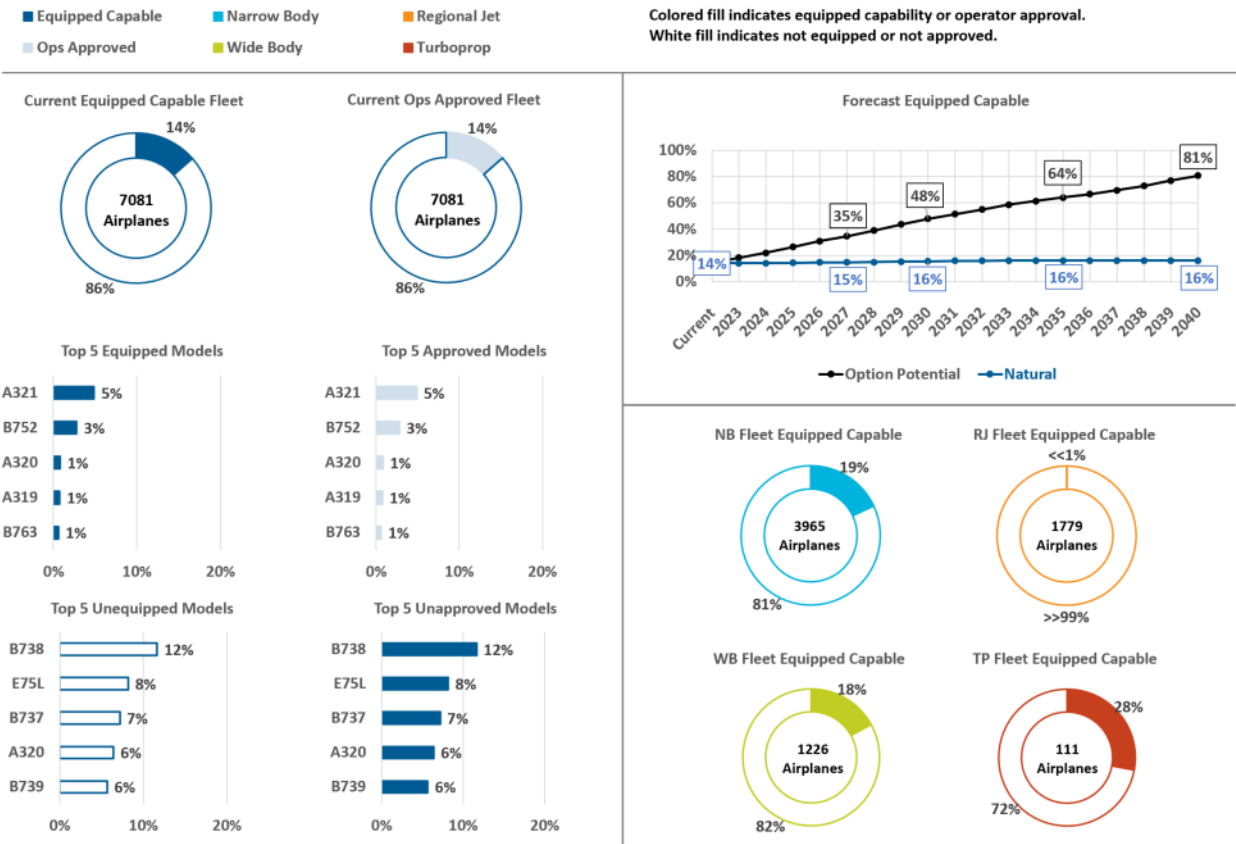 Equipped Capable
Narrow Body
Regional Jet
Ops Approved
Wide Body
Turboprop
Colored fill indicates equipped capability or operator approval.
White fill indicates not equipped or not approved.
Current Equipped Capable Fleet
14%
7081
Airplanes
86%
Current Ops Approved Fleet
14%
7081
Airplanes
86%
Top 5 Equipped Models
A321 5%
B752 3%
A320 1%
A319 1%
B763 1%
0% 10% 20%
Top 5 Approved Models
A321 5%
B752 3%
A320 1%
A319 1%
B763 1%
0% 10% 20%
Top 5 Unequipped Models
B738 12%
E75L 8%
B737 7%
A320 6%
B739 6%
0% 10% 20%
Top 5 Unapproved Models
B738 12%
E75L 8%
B737 7%
A320 6%
B739 6%
0% 10% 20%
Forecast Equipped Capable
100%
80%
60%
40%
20%
0%
14%
35%
48%
64%
81%
15%
16%
16%
16%
Current 2023 2024 2025 2026 2027 2028 2029 2030 2031 2032 2033 2034 2035 2036 2037 2038 2039 2040
Option Potential Natural
NB Fleet Equipped Capable
19%
3965
Airplanes
81%
RJ Fleet Equipped Capable
<<1%
1779
Airplanes
>>99%
WB Fleet Equipped Capable
18%
1226
Airplanes
82%
TP Fleet Equipped Capable
28%
111
Airplanes
72%